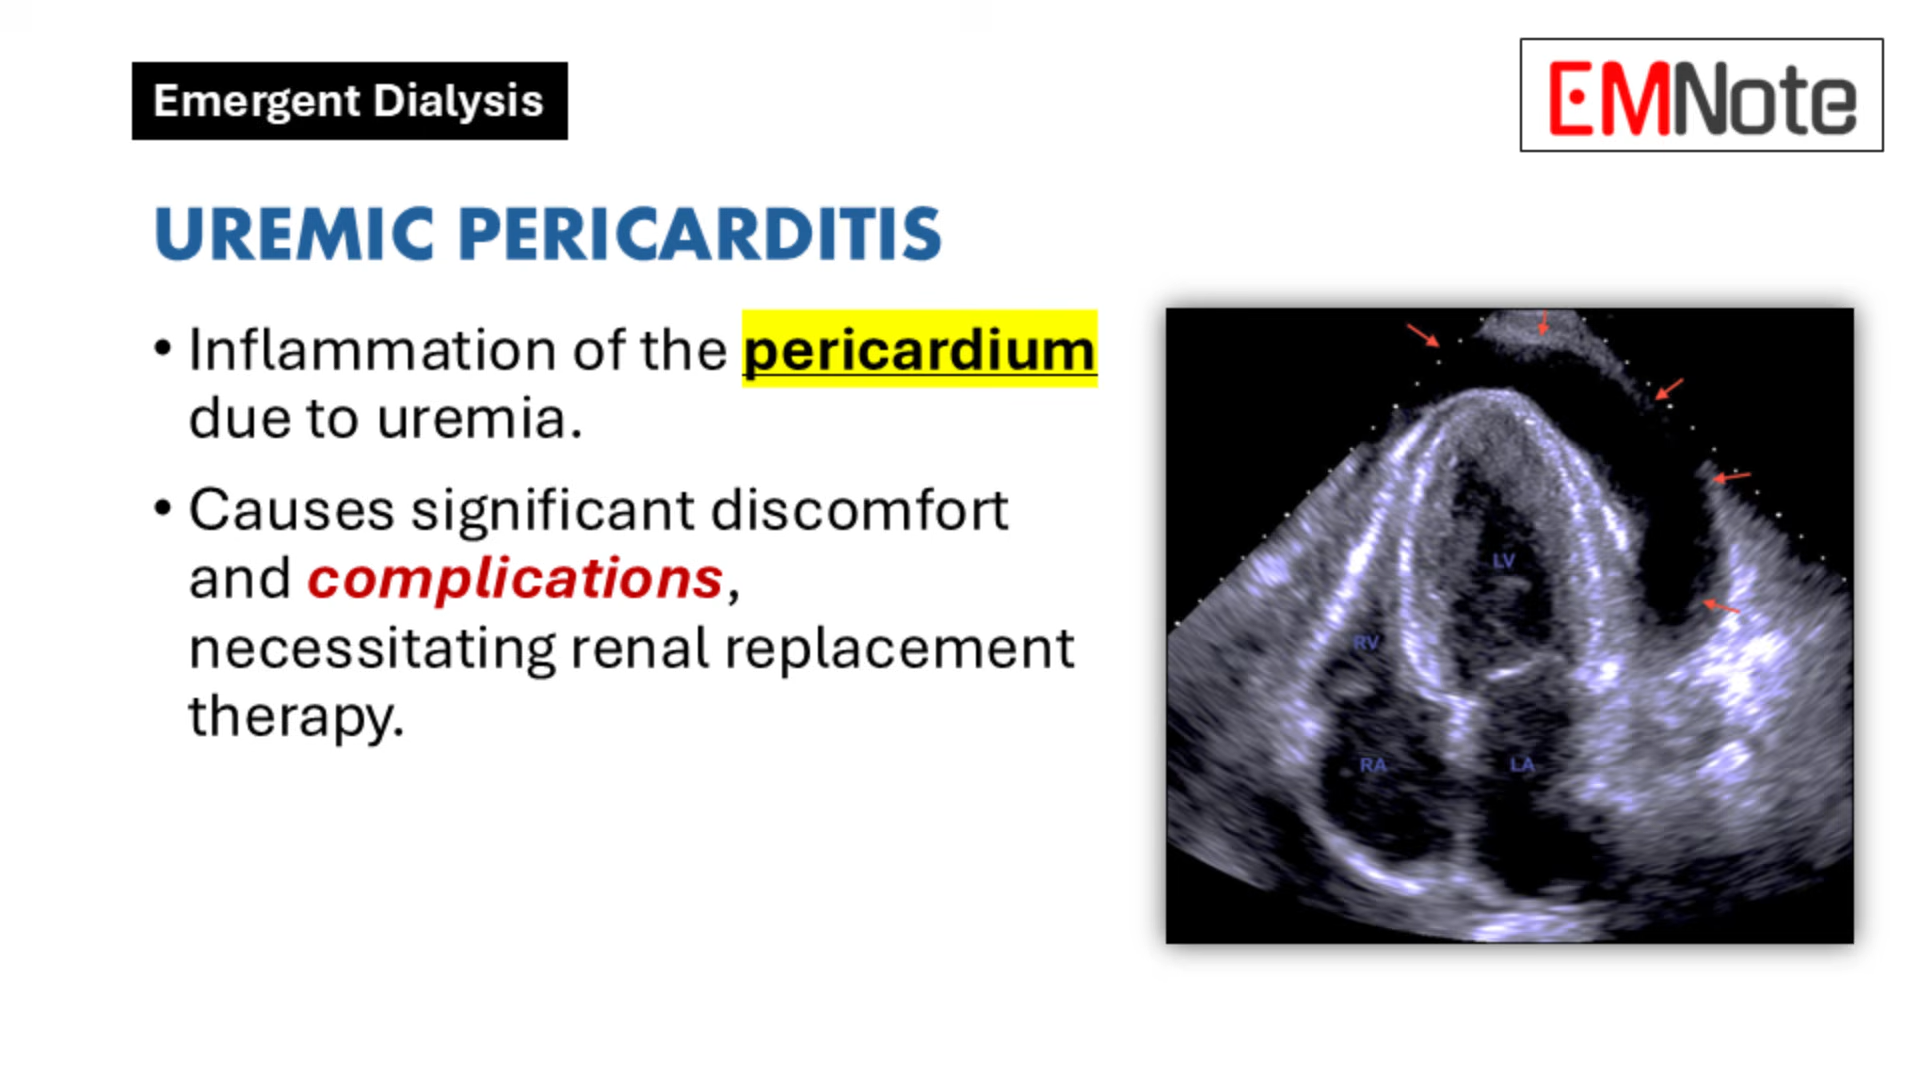 Emergent Dialysis
EMNote
UREMIC PERICARDITIS
• Inflammation of the pericardium
due to uremia.
• Causes significant discomfort
and complications,
necessitating renal replacement
therapy.
LV
RV
RA
LA